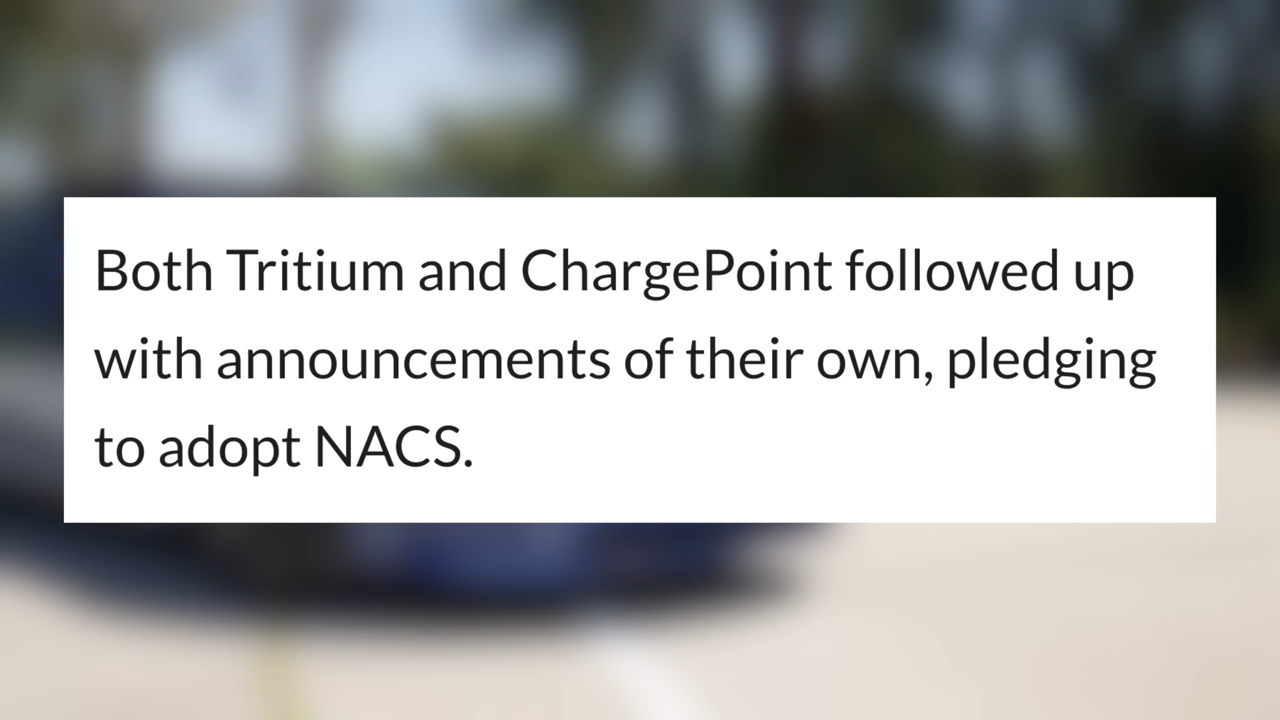 Both Tritium and ChargePoint followed up
with announcements of their own, pledging
to adopt NACS.